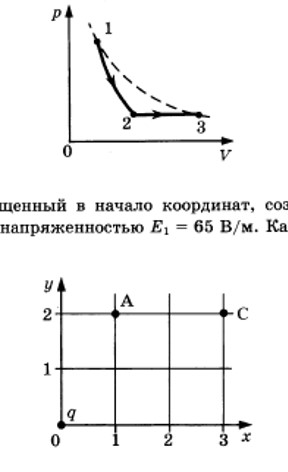 p
1
2
3
0
V
щенный в начало координат, соз
напряженностью E₁ = 65 В/м. Ка
y
2
A
C
1
q
0
1
2
3
x